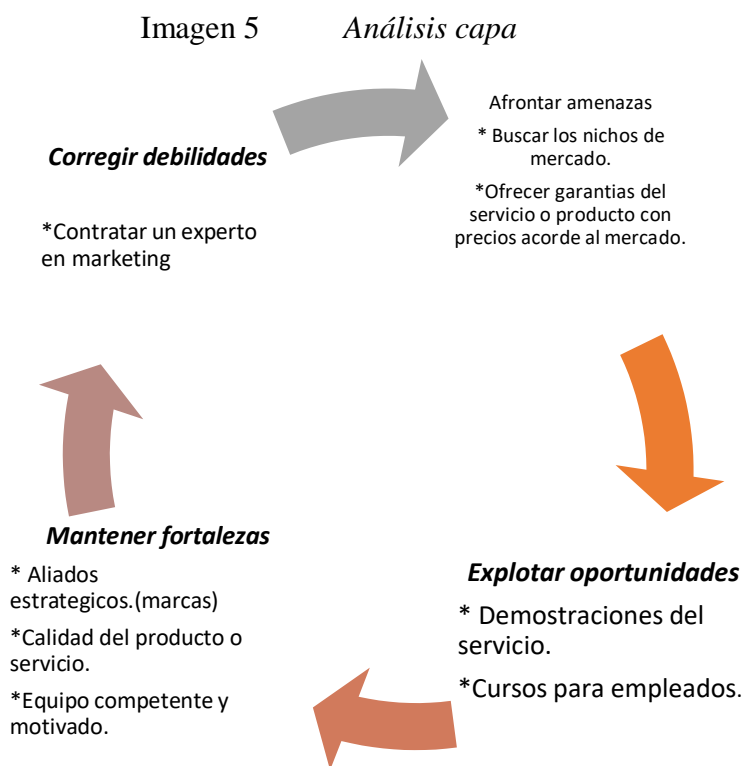 Imagen 5 Análisis capa
Corregir debilidades
*Contratar un experto
en marketing
Afrontar amenazas
* Buscar los nichos de
mercado.
*Ofrecer garantias del
servicio o producto con
precios acorde al mercado.
Explotar oportunidades
* Demostraciones del
servicio.
*Cursos para empleados.
Mantener fortalezas
* Aliados
estrategicos.(marcas)
*Calidad del producto o
servicio.
*Equipo competente y
motivado.